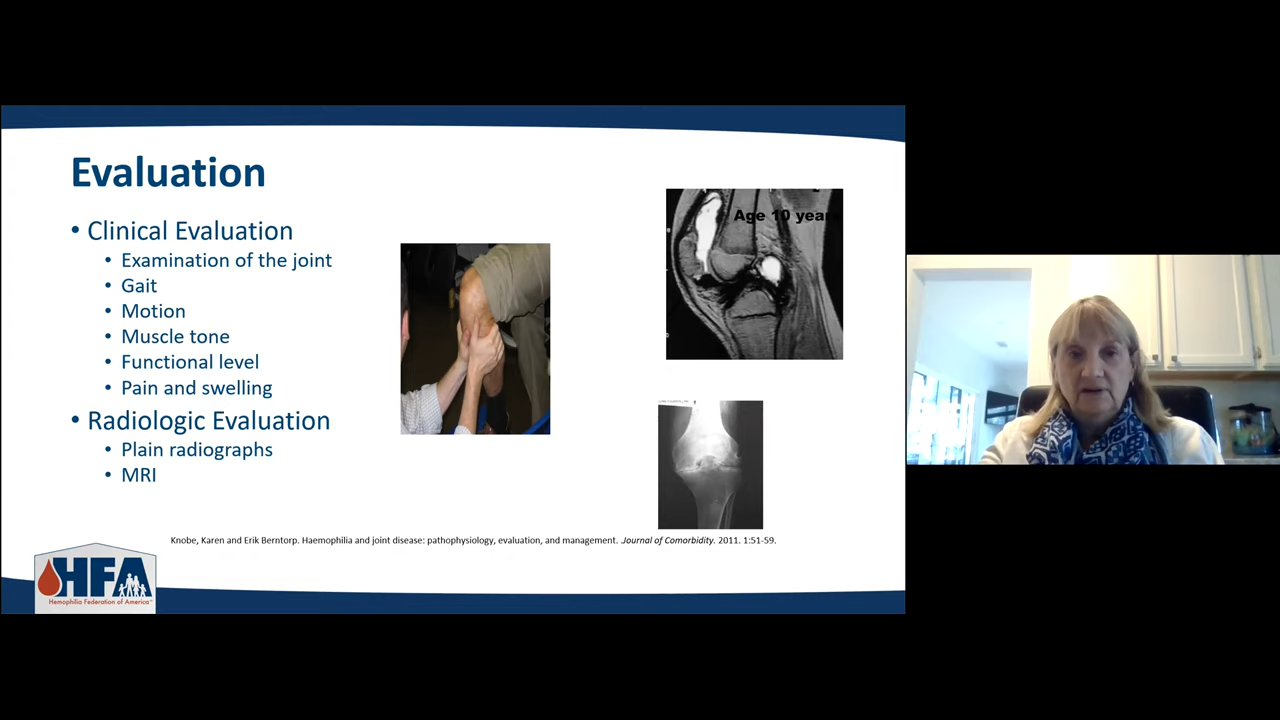 Evaluation
• Clinical Evaluation
• Examination of the joint
• Gait
• Motion
• Muscle tone
• Functional level
• Pain and swelling
• Radiologic Evaluation
• Plain radiographs
• MRI
Age 10 years
Knobe, Karen and Erik Berntorp. Haemophilia and joint disease: pathophysiology, evaluation, and management. Journal of Comorbidity. 2011. 1:51-59.
HFA
Hemophilia Federation of America